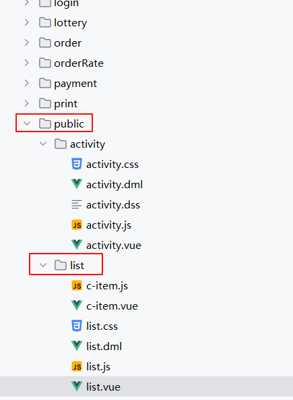 login
lottery
order
orderRate
payment
print
public
activity
activity.css
activity.dml
activity.dss
JS activity.js
activity.vue
list
JS c-item.js
c-item.vue
list.css
list.dml
JS list.js
list.vue